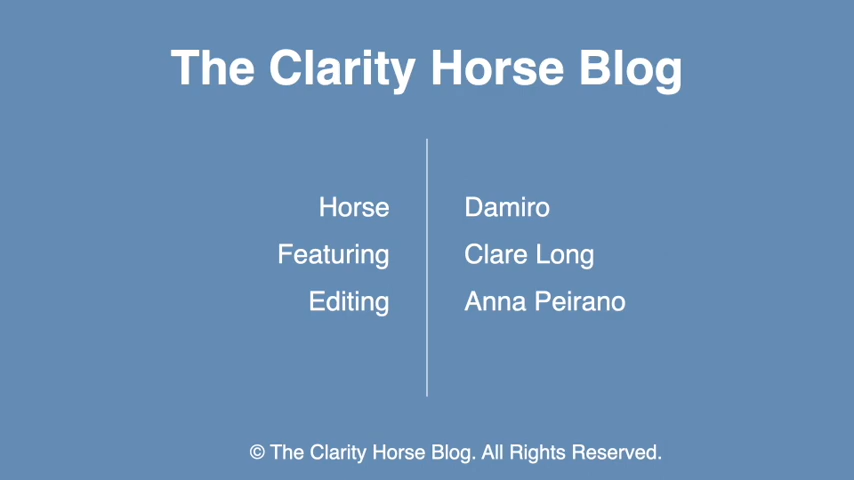 The Clarity Horse Blog
Horse Damiro
Featuring Clare Long
Editing Anna Peirano
© The Clarity Horse Blog. All Rights Reserved.